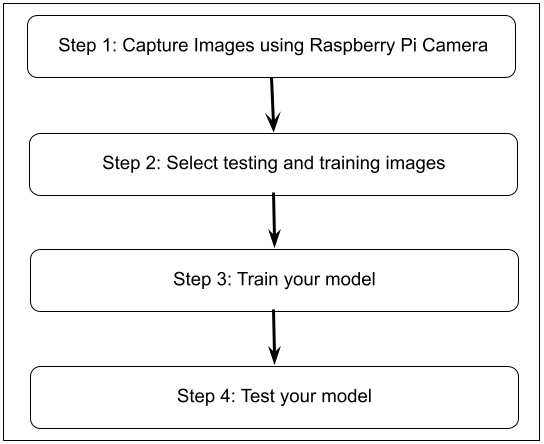 Step 1: Capture Images using Raspberry Pi Camera
Step 2: Select testing and training images
Step 3: Train your model
Step 4: Test your model